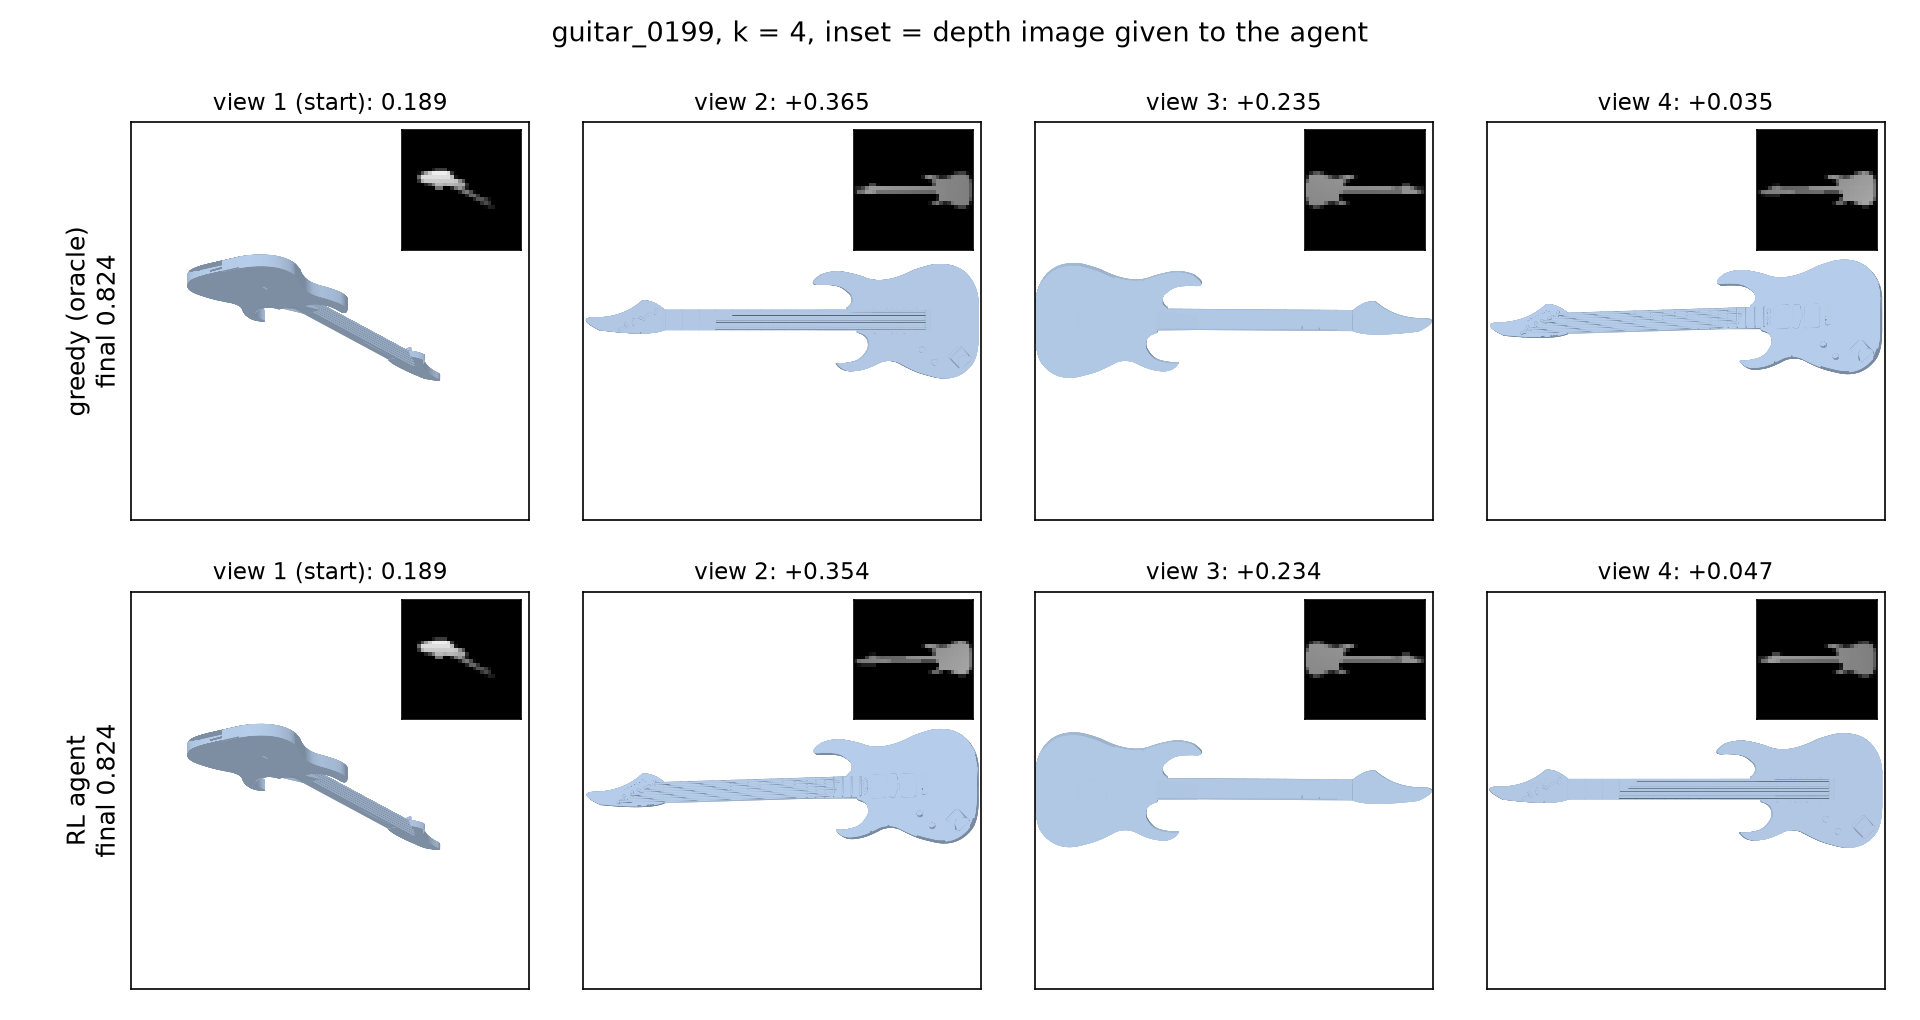 guitar_0199, k = 4, inset = depth image given to the agent
greedy (oracle)
final 0.824
view 1 (start): 0.189
view 2: +0.365
view 3: +0.235
view 4: +0.035
RL agent
final 0.824
view 1 (start): 0.189
view 2: +0.354
view 3: +0.234
view 4: +0.047